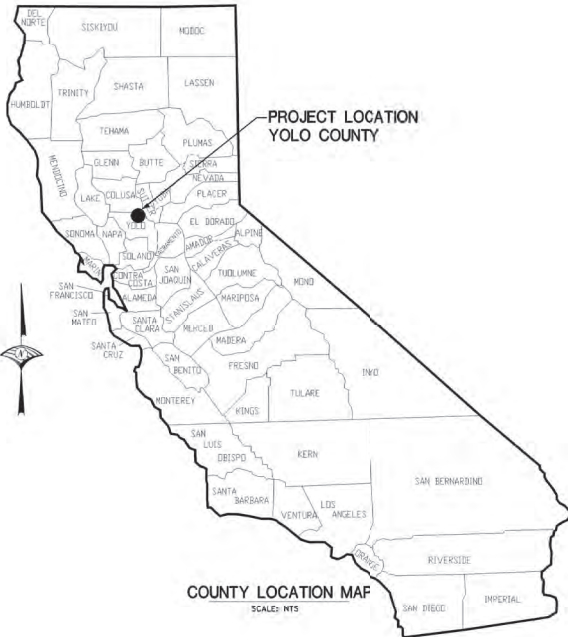 DEL
NORTE
SISKIYOU
MODOC
HUMBOLDT
TRINITY
SHASTA
LASSEN
PROJECT LOCATION
YOLO COUNTY
TEHAMA
PLUMAS
MENDOCINO
GLENN
BUTTE
SIERRA
NEVADA
LAKE
COLUSA
PLACER
YOLO
EL DORADO
SONOMA
NAPA
SACRAMENTO
AMADOR
ALPINE
SOLANO
CALAVERAS
MARIN
CONTRA
COSTA
SAN
JOAQUIN
TUOLUMNE
MONO
SAN
FRANCISCO
ALAMEDA
STANISLAUS
MARIPOSA
SAN
MATEO
SANTA
CLARA
MERCED
MADERA
SANTA
CRUZ
SAN
BENITO
FRESNO
INYO
N
MONTEREY
KINGS
TULARE
SAN
LUIS
OBISPO
KERN
SAN BERNARDINO
SANTA
BARBARA
VENTURA
LOS
ANGELES
ORANGE
RIVERSIDE
COUNTY LOCATION MAP
SCALE: NTS
SAN DIEGO
IMPERIAL